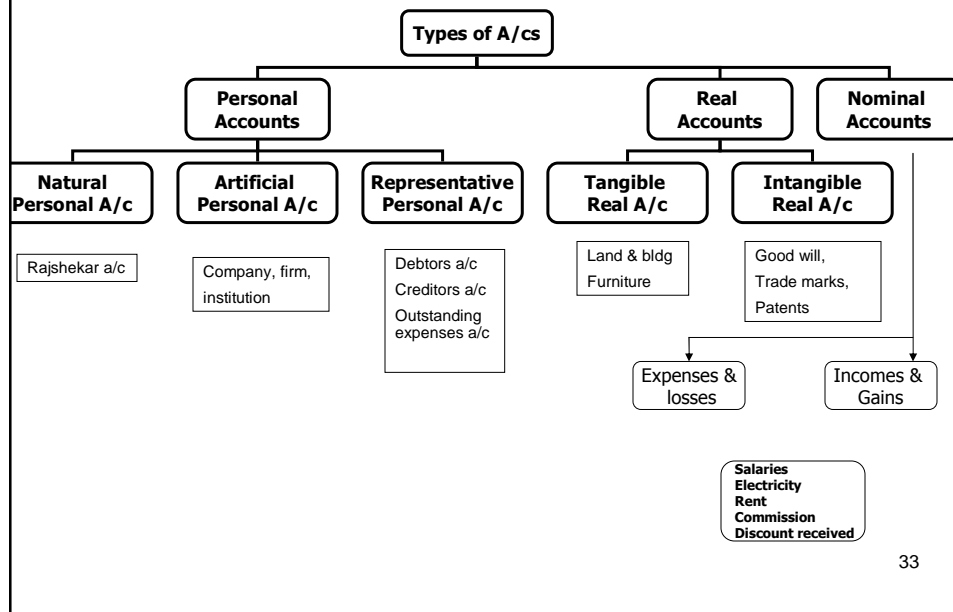 Types of A/cs
Personal
Accounts
Real
Accounts
Nominal
Accounts
Natural
Personal A/c
Artificial
Personal A/c
Representative
Personal A/c
Tangible
Real A/c
Intangible
Real A/c
Rajshekar a/c
Company, firm,
institution
Debtors a/c
Creditors a/c
Outstanding
expenses a/c
Land & bldg
Furniture
Good will,
Trade marks,
Patents
Expenses &
losses
Incomes &
Gains
Salaries
Electricity
Rent
Commission
Discount received
33